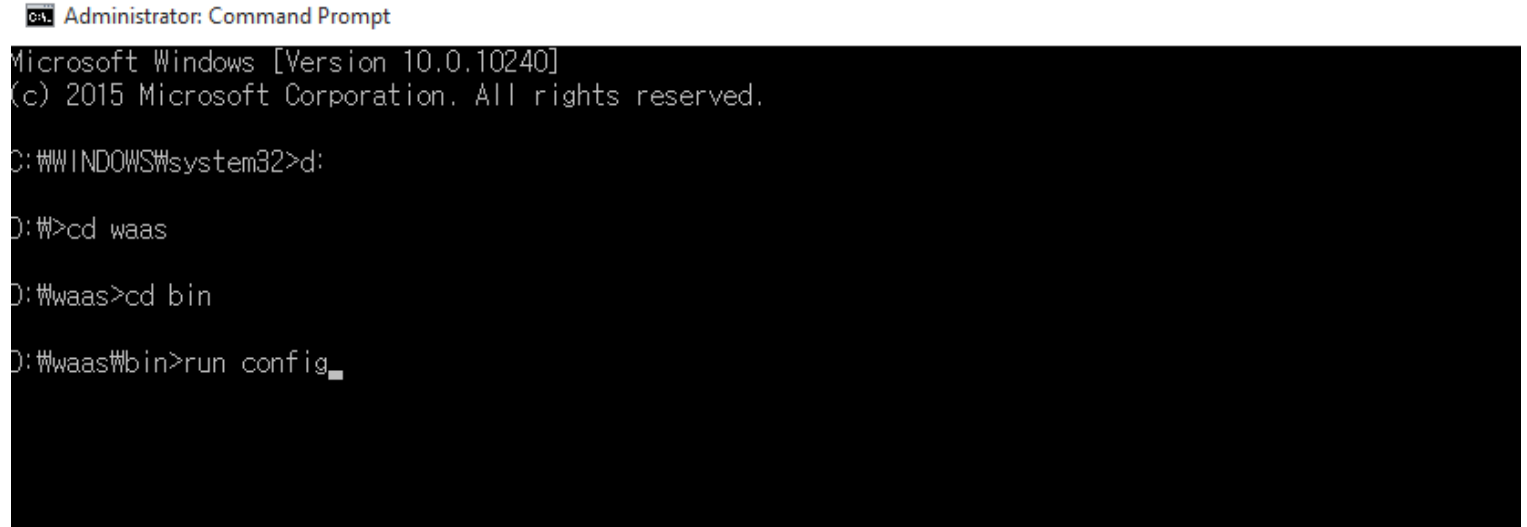 Administrator: Command Prompt
Microsoft Windows [Version 10.0.10240]
(c) 2015 Microsoft Corporation. All rights reserved.
C:₩WINDOWS₩system32>d:
D:₩>cd waas
D:₩waas>cd bin
D:₩waas₩bin>run config_